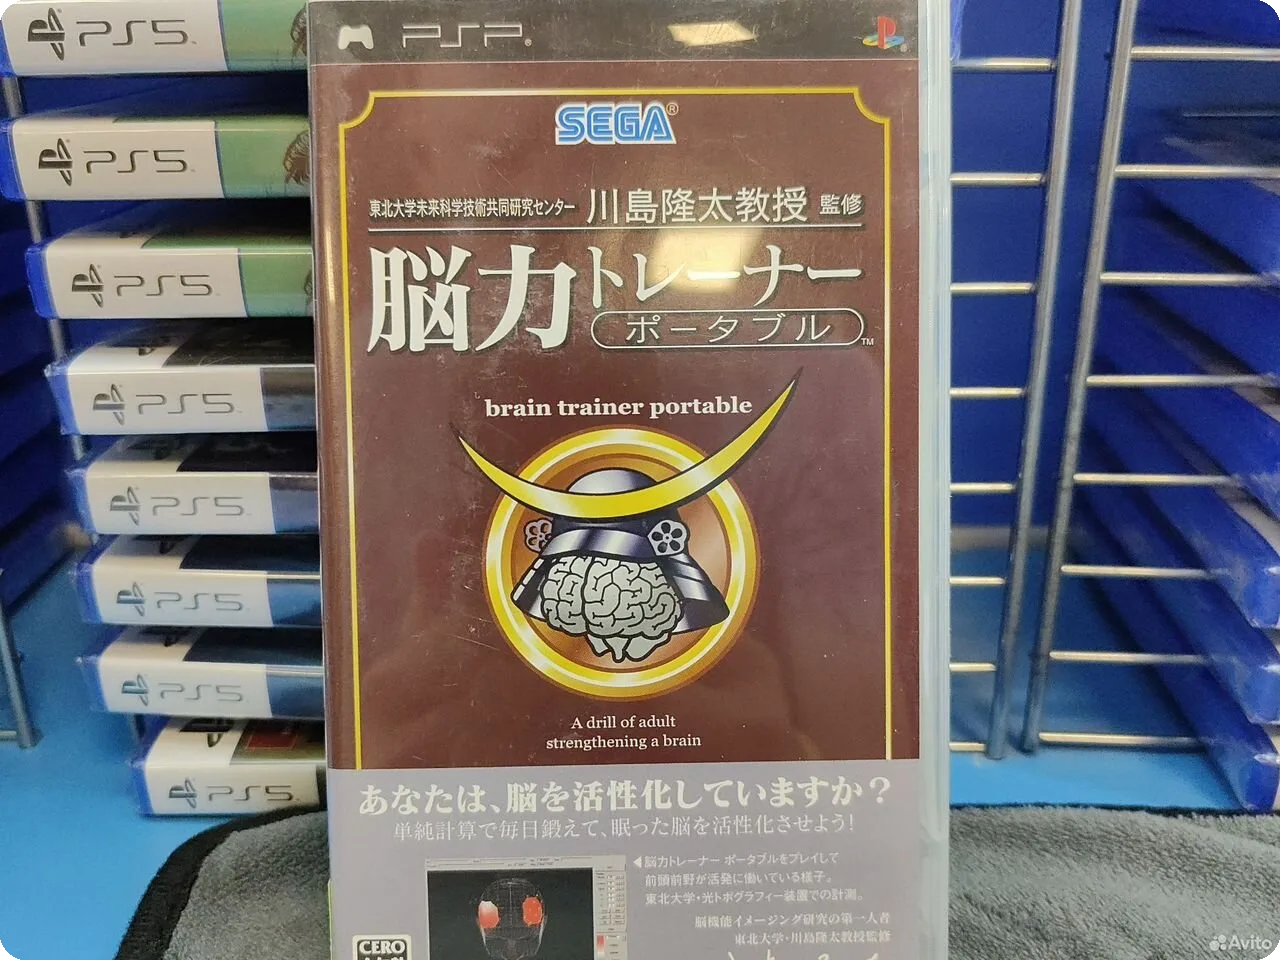 PSP®
SEGA®
東北大学未来科学技術共同研究センター 川島隆太教授 監修
脳力トレーナー
ポータブル™
brain trainer portable
A drill of adult
strengthening a brain
あなたは、脳を活性化していますか？
単純計算で毎日鍛えて、眠った脳を活性化させよう!
◀脳力トレーナー ポータブルをプレイして
前頭前野が活発に働いている様子。
東北大学・光トポグラフィー装置での計測。
脳機能イメージング研究の第一人者
東北大学・川島隆太教授監修
CERO
PS5
PS5
PS5
PS5
PS5
PS5
PS5
PS5
Avito